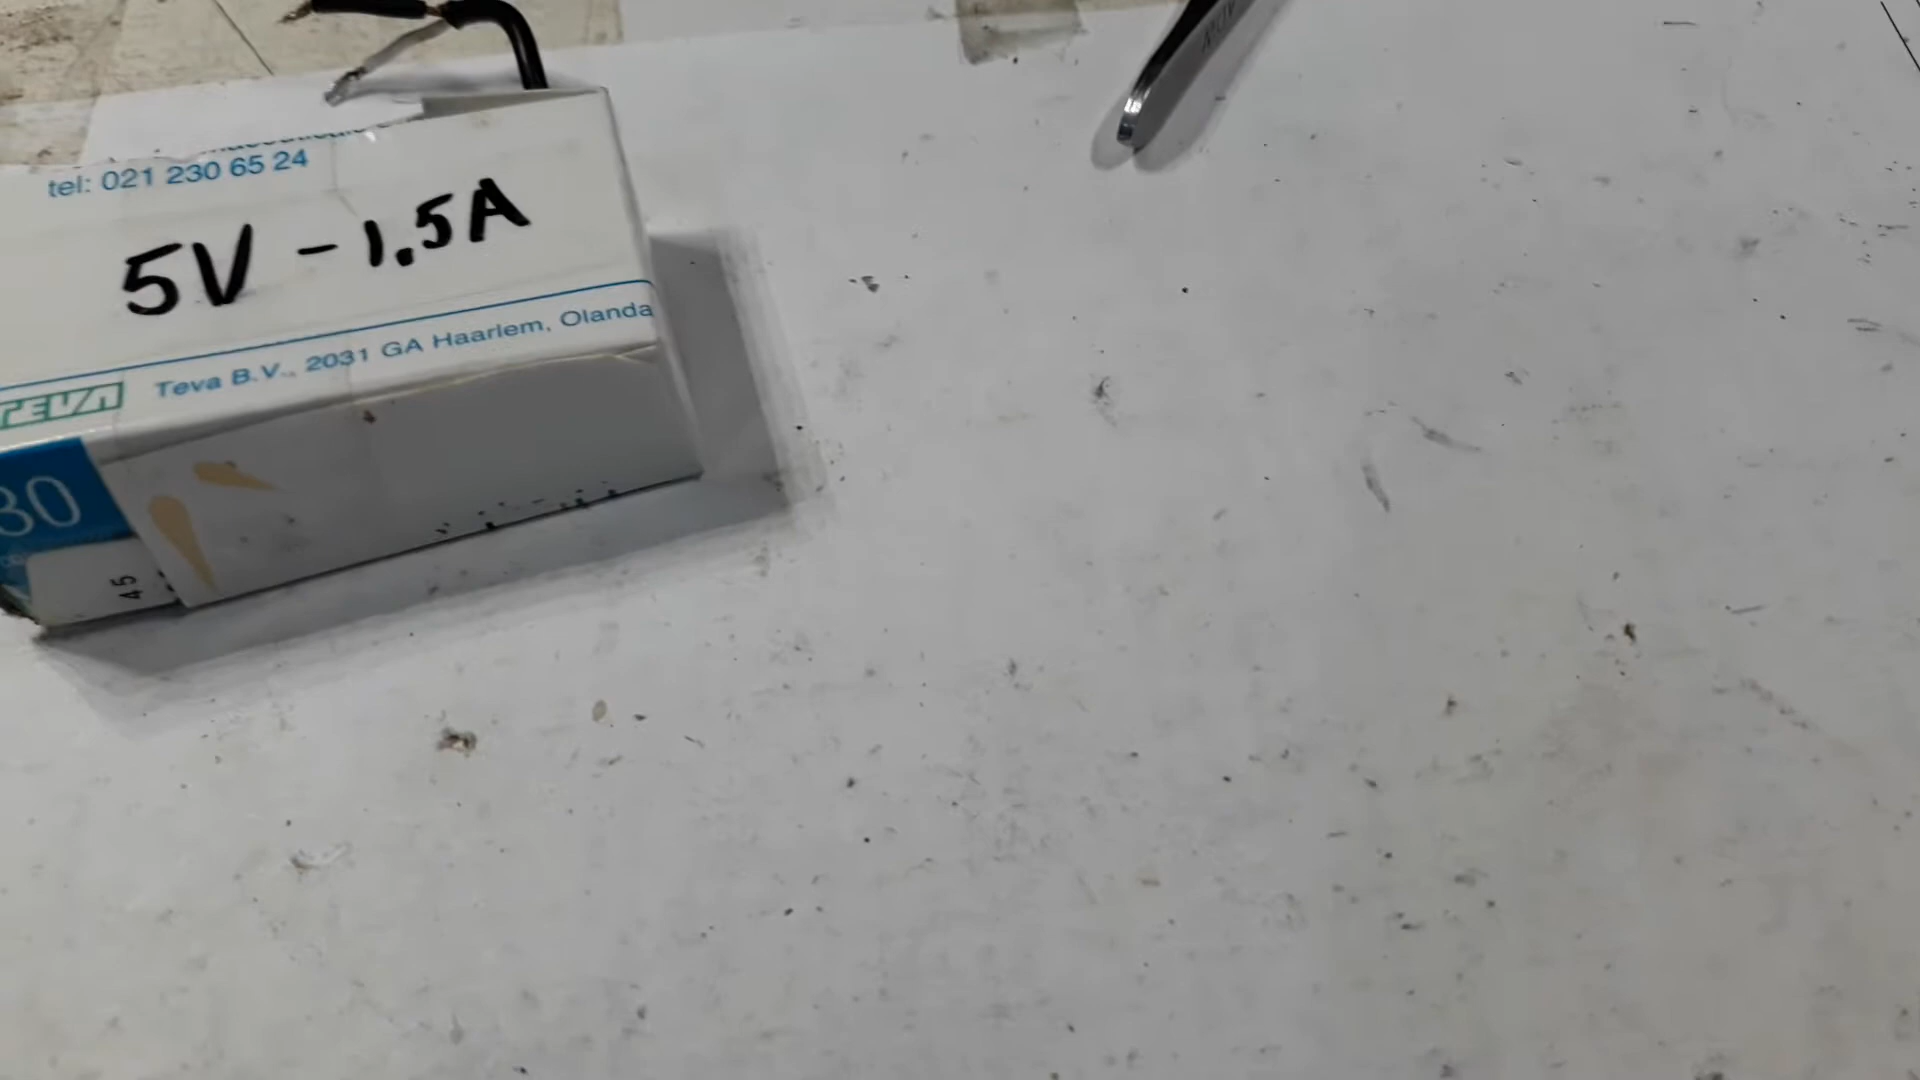 tel: 021 230 65 24
5V - 1.5A
Teva B.V., 2031 GA Haarlem, Olanda
TEVA
30
45